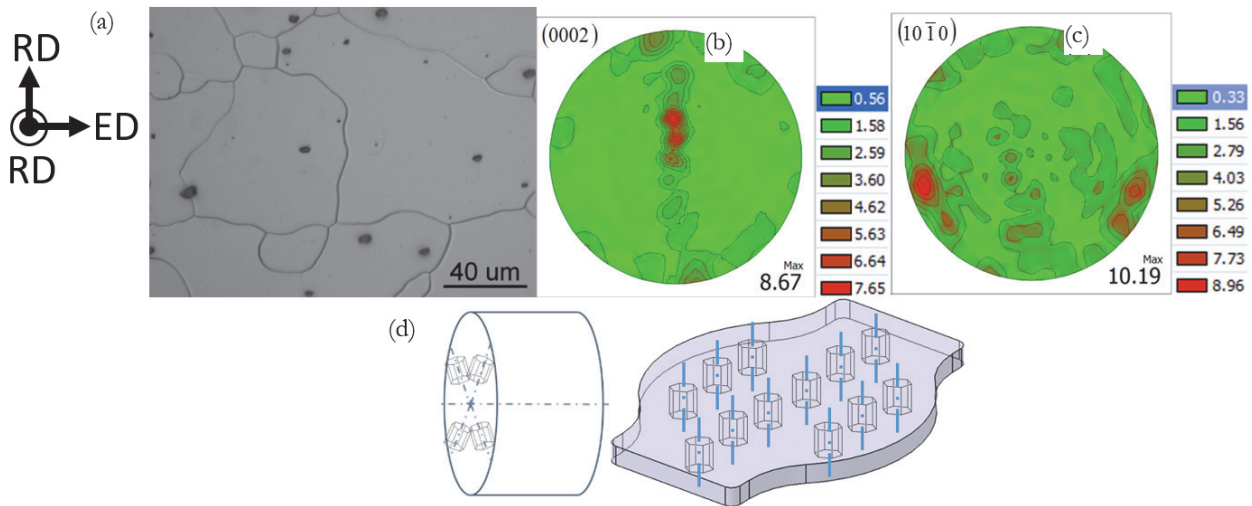 (a)
RD
ED
RD
40 um
(0002)
(b)
Max
8.67
0.56
1.58
2.59
3.60
4.62
5.63
6.64
7.65
(101̄0)
(c)
Max
10.19
0.33
1.56
2.79
4.03
5.26
6.49
7.73
8.96
(d)